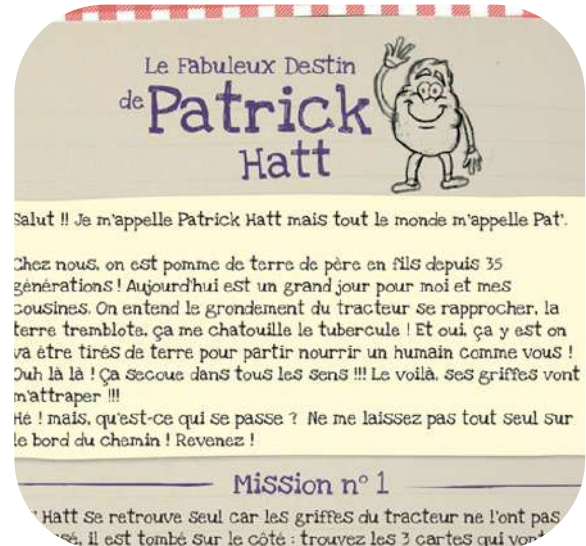 Le Fabuleux Destin
de Patrick
Hatt
Salut !! Je m'appelle Patrick Hatt mais tout le monde m'appelle Pat'.
Chez nous, on est pomme de terre de père en fils depuis 35
générations ! Aujourd'hui est un grand jour pour moi et mes
cousines. On entend le grondement du tracteur se rapprocher, la
terre tremblote, ça me chatouille le tubercule ! Et oui, ça y est on
va être tirés de terre pour partir nourrir un humain comme vous !
Ouh là là ! Ça secoue dans tous les sens !!! Le voilà, ses griffes vont
m'attraper !!!
Hé ! mais, qu'est-ce qui se passe ? Ne me laissez pas tout seul sur
le bord du chemin ! Revenez !
Mission n° 1
Hatt se retrouve seul car les griffes du tracteur ne l'ont pas
il est tombé sur le côté : trouvez les 3 cartes qui vont